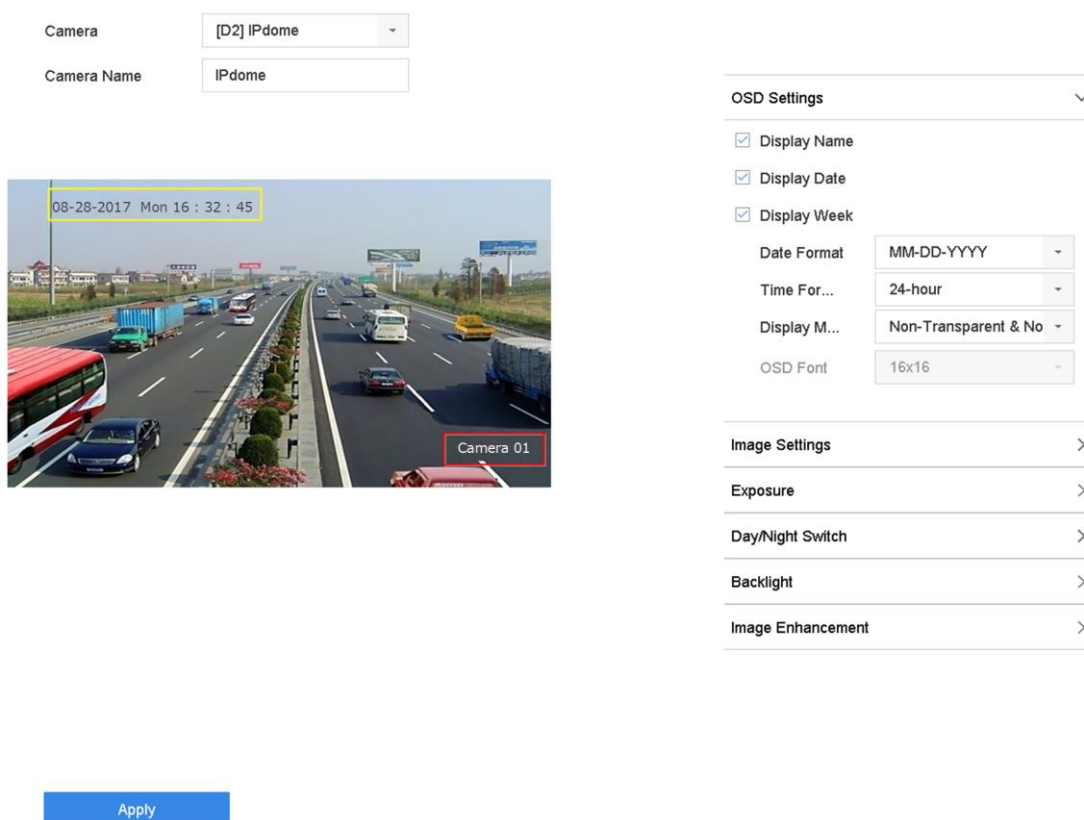 Camera [D2] IPdome
Camera Name IPdome
08-28-2017 Mon 16 : 32 : 45
Camera 01
Apply
OSD Settings
Display Name
Display Date
Display Week
Date Format MM-DD-YYYY
Time For... 24-hour
Display M... Non-Transparent & No
OSD Font 16x16
Image Settings
Exposure
Day/Night Switch
Backlight
Image Enhancement